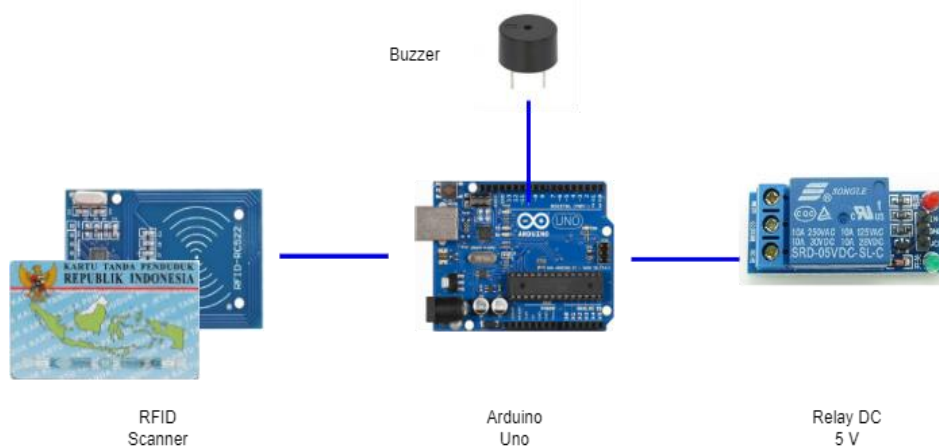 Buzzer
RFID-RC522
KARTU TANDA PENDUDUK
REPUBLIK INDONESIA
UNO
ARDUINO
SONGLE
10A 250VAC 10A 125VAC
10A 30VDC 10A 28VDC
SRD-05VDC-SL-C
RFID
Scanner
Arduino
Uno
Relay DC
5 V